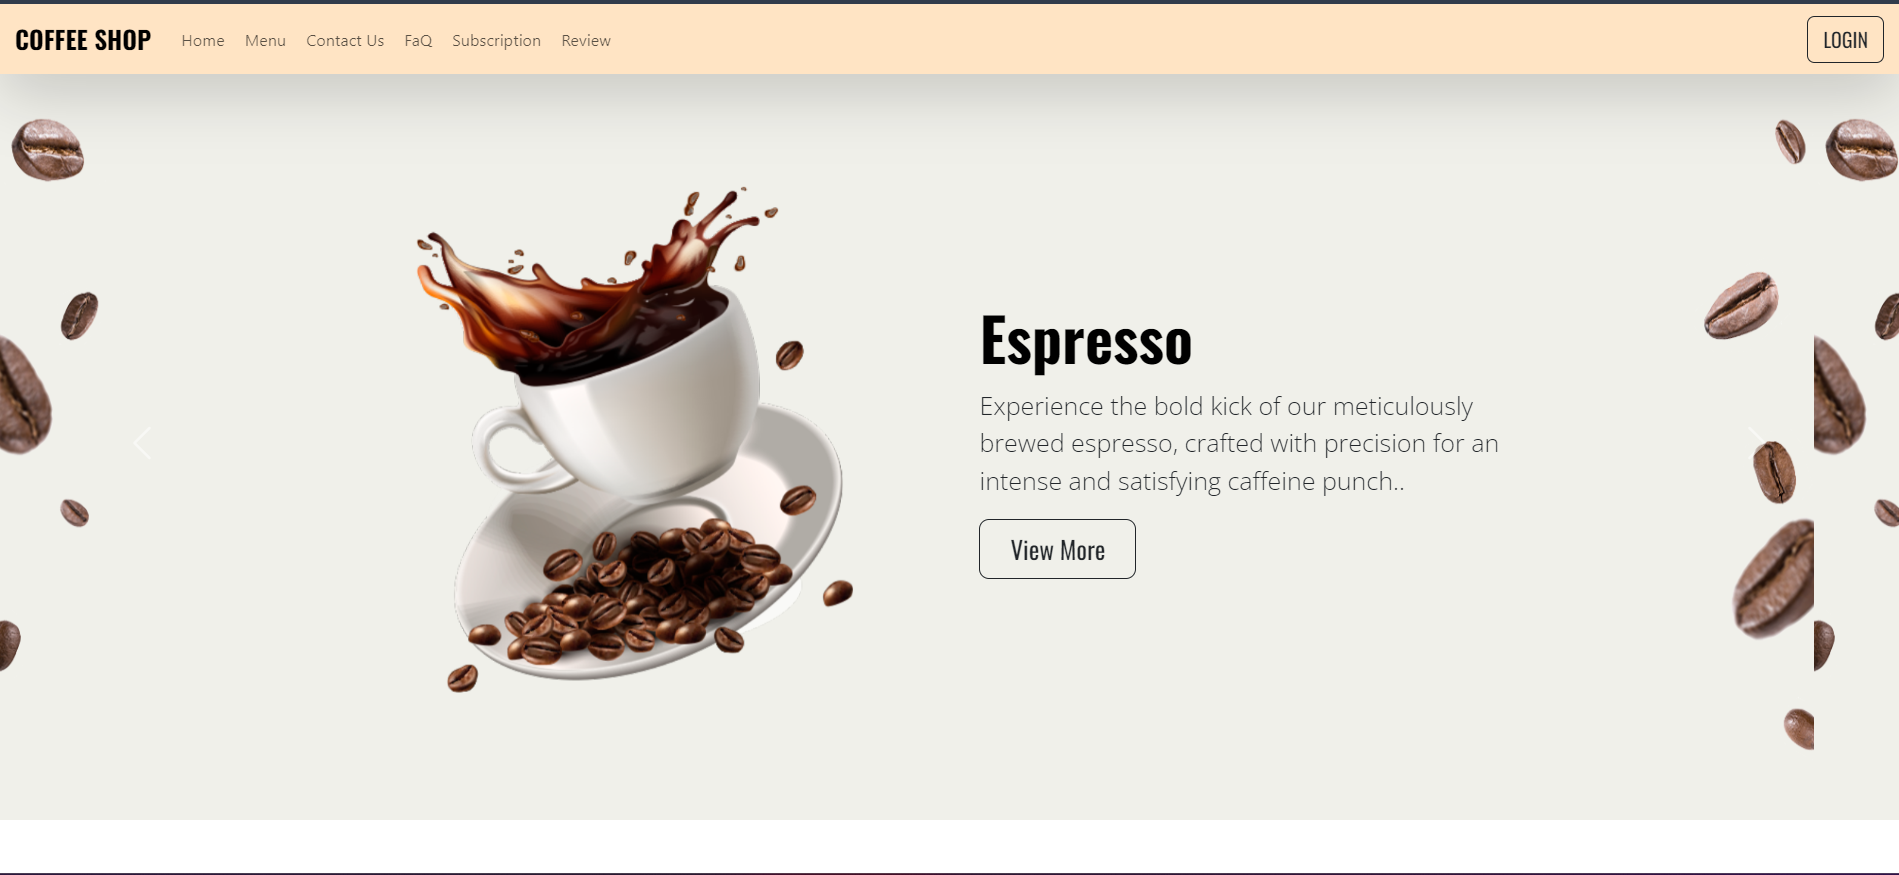 COFFEE SHOP Home Menu Contact Us FaQ Subscription Review LOGIN
Espresso
Experience the bold kick of our meticulously
brewed espresso, crafted with precision for an
intense and satisfying caffeine punch..
View More